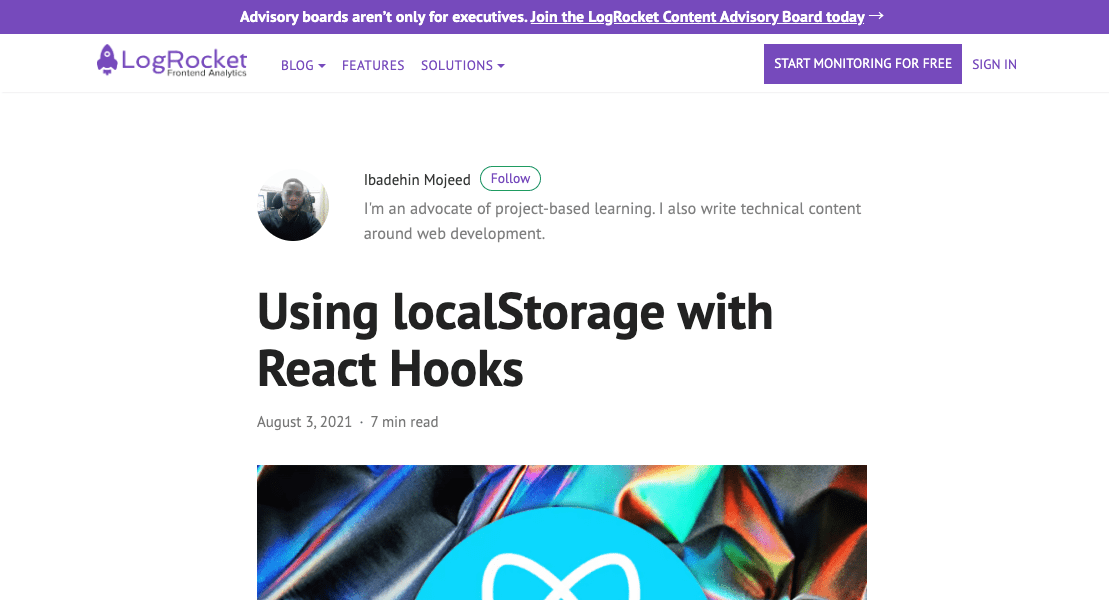 Advisory boards aren’t only for executives. Join the LogRocket Content Advisory Board today →
LogRocket
Frontend Analytics
BLOG
FEATURES
SOLUTIONS
START MONITORING FOR FREE
SIGN IN
Ibadehin Mojeed
Follow
I'm an advocate of project-based learning. I also write technical content
around web development.
Using localStorage with
React Hooks
August 3, 2021 · 7 min read